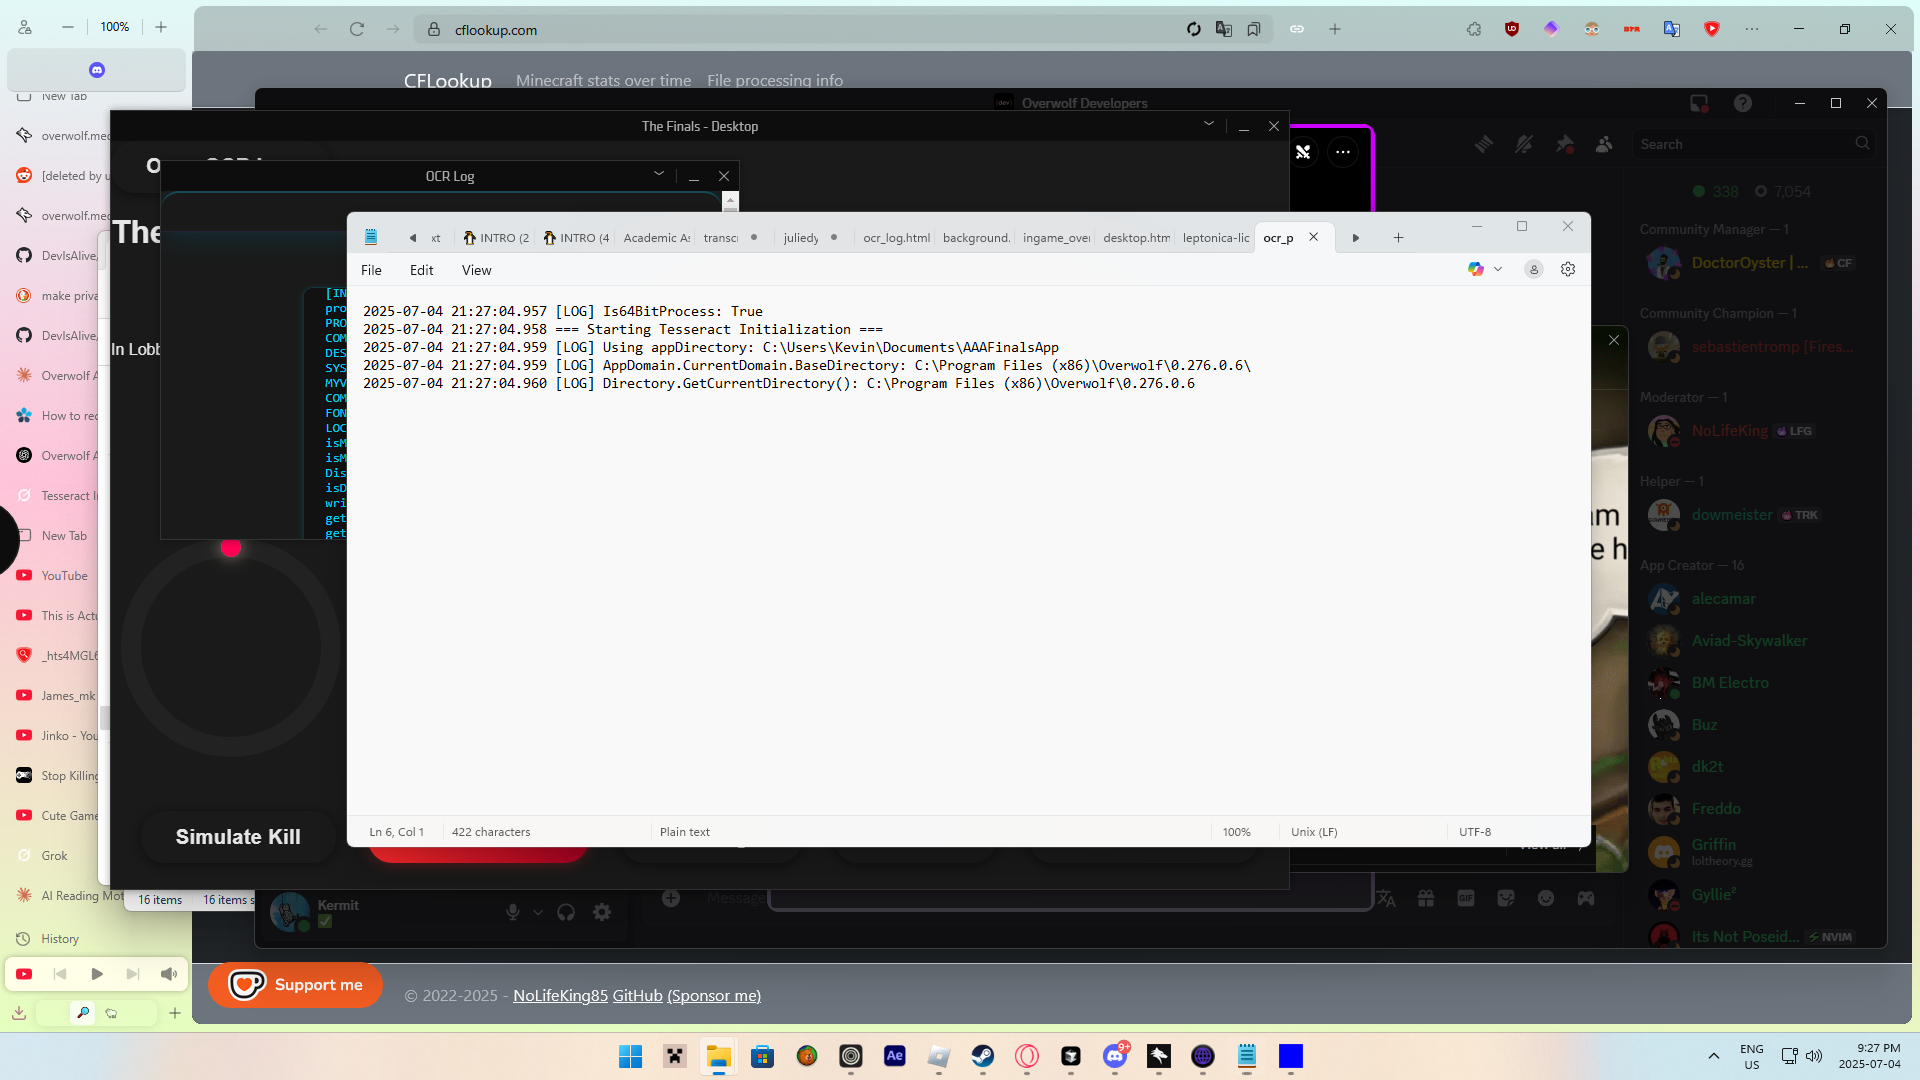 100%
cflookup.com
CFLookup Minecraft stats over time File processing info
New Tab
overwolf.med
[deleted by u
overwolf.med
DevIsAlive,
make priva
DevIsAlive,
Overwolf A
How to rec
Overwolf A
Tesseract I
New Tab
YouTube
This is Actu
_hts4MGL6
James_mk
Jinko - You
Stop Killing
Cute Game
Grok
AI Reading Mot
History
Overwolf Developers
The Finals - Desktop
OCR Log
The
In Lobb
[IN
pro
PRO
COM
DES
SYS
MYV
COM
FON
LOC
isM
isM
Dis
isD
wri
get
get
Simulate Kill
xt INTRO (2 INTRO (4 Academic As transc juliedy ocr_log.html background. ingame_over desktop.htm leptonica-lic ocr_p
File Edit View
2025-07-04 21:27:04.957 [LOG] Is64BitProcess: True
2025-07-04 21:27:04.958 === Starting Tesseract Initialization ===
2025-07-04 21:27:04.959 [LOG] Using appDirectory: C:\Users\Kevin\Documents\AAAFinalsApp
2025-07-04 21:27:04.959 [LOG] AppDomain.CurrentDomain.BaseDirectory: C:\Program Files (x86)\Overwolf\0.276.0.6\
2025-07-04 21:27:04.960 [LOG] Directory.GetCurrentDirectory(): C:\Program Files (x86)\Overwolf\0.276.0.6
Ln 6, Col 1 422 characters Plain text 100% Unix (LF) UTF-8
Search
338 7,054
Community Manager — 1
DoctorOyster | ... CF
Community Champion — 1
sebastientromp [Fires...
Moderator — 1
NoLifeKing LFG
Helper — 1
dowmeister TRK
App Creator — 16
alecamar
Aviad-Skywalker
BM Electro
Buz
dk2t
Freddo
Griffin
loltheory.gg
Gyllie²
Its Not Poseid... NVIM
am
e h
16 items 16 items s
Kermit
Message
GIF
Support me
© 2022-2025 - NoLifeKing85 GitHub (Sponsor me)
Ae
9+
ENG
US
9:27 PM
2025-07-04